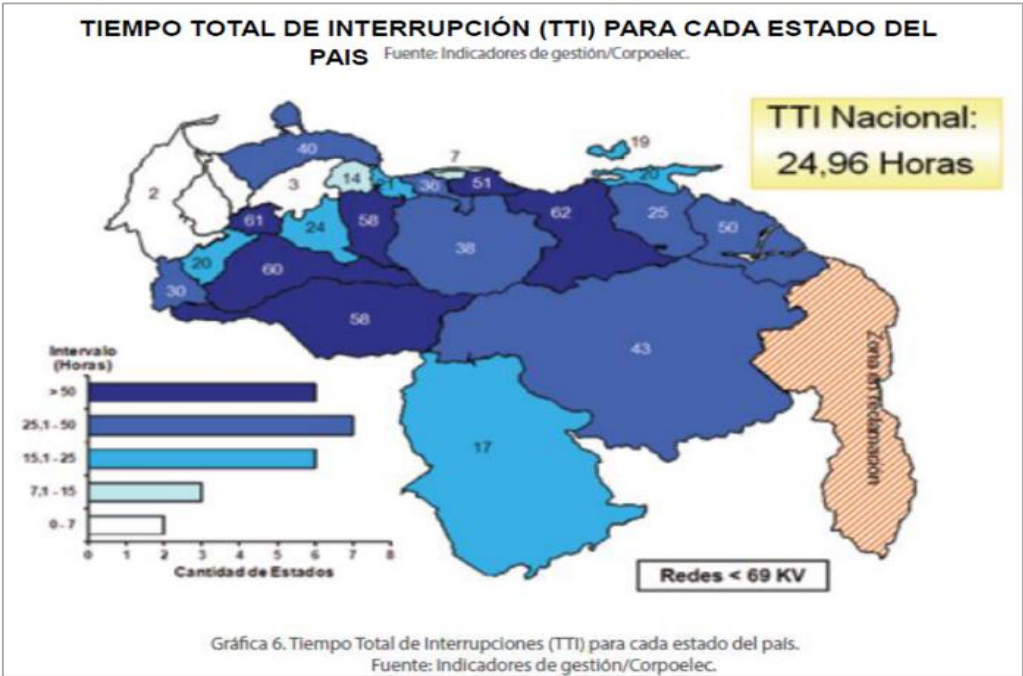 TIEMPO TOTAL DE INTERRUPCIÓN (TTI) PARA CADA ESTADO DEL
PAIS Fuente: Indicadores de gestión/Corpoelec.
TTI Nacional:
24,96 Horas
19
7
40
20
2
3
14
36
51
61
24
58
62
25
50
38
20
60
30
58
43
17
Zona en reclamación
Intervalo
(Horas)
> 50
25,1 - 50
15,1 - 25
7,1 - 15
0 - 7
0 1 2 3 4 5 6 7 8
Cantidad de Estados
Redes < 69 KV
Gráfica 6. Tiempo Total de Interrupciones (TTI) para cada estado del país.
Fuente: Indicadores de gestión/Corpoelec.